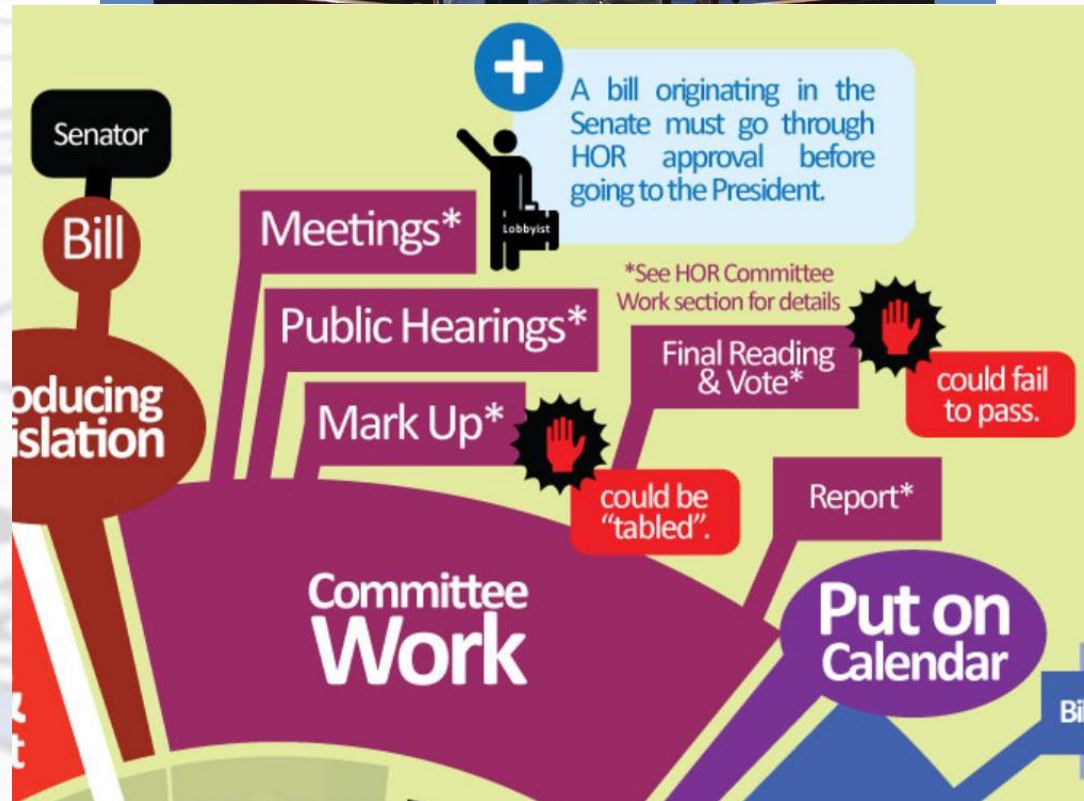 Senator
Bill
oducing
islation
Meetings*
Public Hearings*
Mark Up*
could be
“tabled”.
Lobbyist
A bill originating in the
Senate must go through
HOR approval before
going to the President.
*See HOR Committee
Work section for details
Final Reading
& Vote*
could fail
to pass.
Report*
Committee
Work
Put on
Calendar
Bil
t